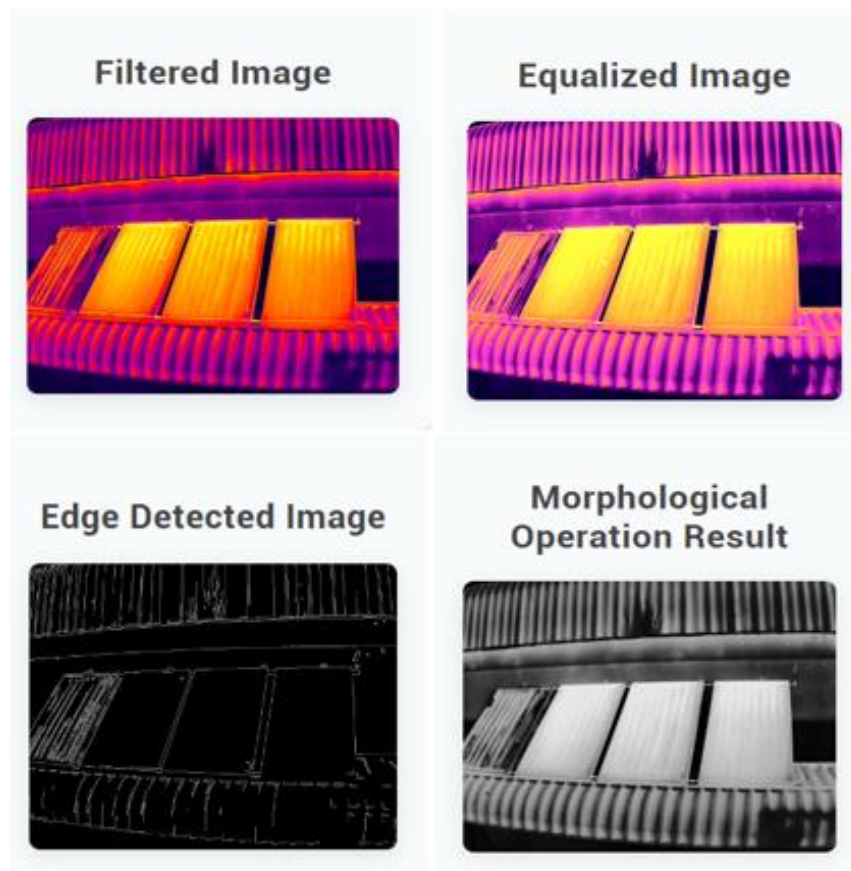 Filtered Image
Equalized Image
Edge Detected Image
Morphological
Operation Result